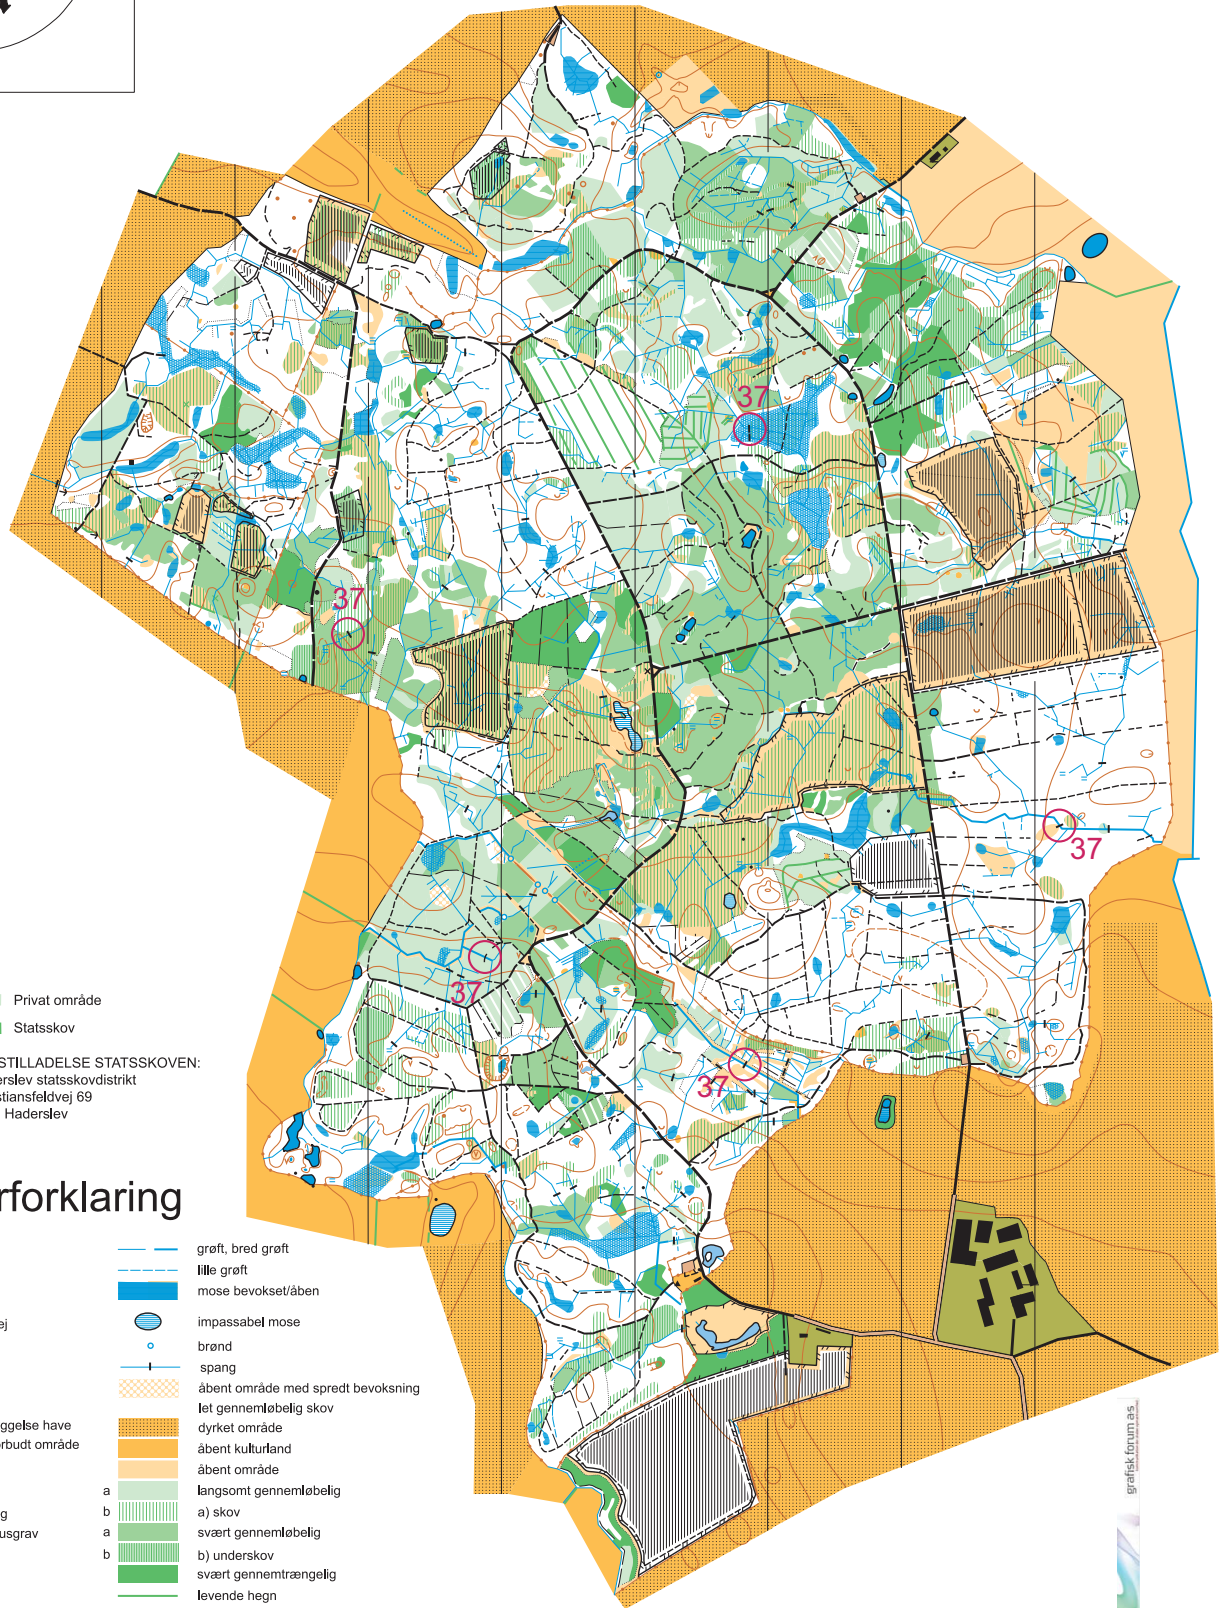 37
37
37
37
37
37
Privat område
Statsskov
STILLADELSE STATSSKOVEN:
erslev statsskovdistrikt
stiansfeldvej 69
Haderslev
rforklaring
grøft, bred grøft
lille grøft
mose bevokset/åben
ej
impassabel mose
brønd
spang
åbent område med spredt bevoksning
let gennemløbelig skov
ggelse have
dyrket område
orbudt område
åbent kulturland
åbent område
a langsomt gennemløbelig
g b a) skov
usgrav a svært gennemløbelig
b b) underskov
svært gennemtrængelig
levende hegn
grafisk forum a·s